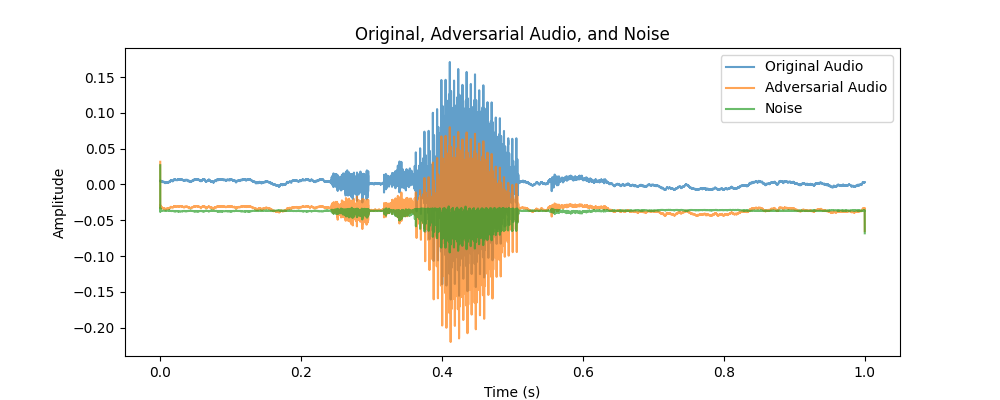 Original, Adversarial Audio, and Noise
Original Audio
Adversarial Audio
Noise
Amplitude
0.15
0.10
0.05
0.00
−0.05
−0.10
−0.15
−0.20
0.0 0.2 0.4 0.6 0.8 1.0
Time (s)